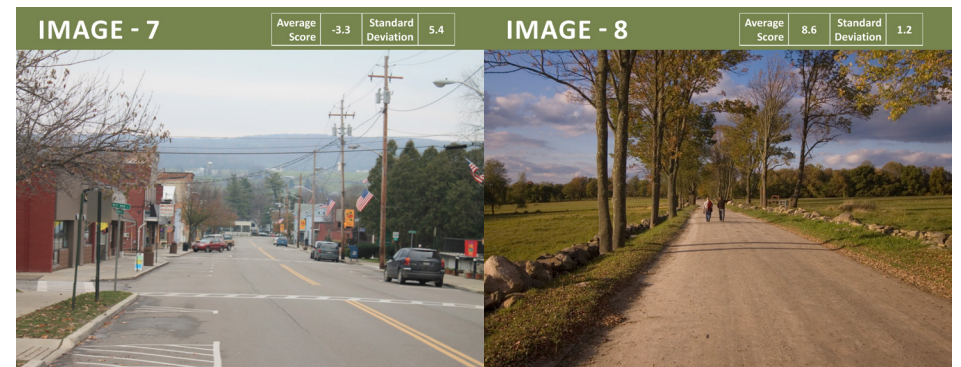 IMAGE - 7
Average Score
-3.3
Standard Deviation
5.4
IMAGE - 8
Average Score
8.6
Standard Deviation
1.2